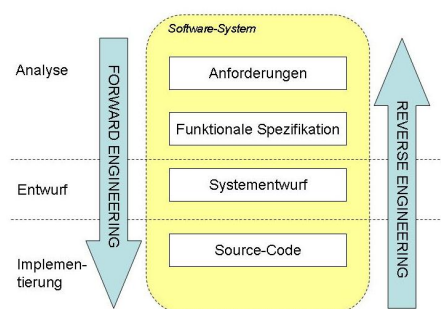 Software-System
Analyse
Anforderungen
Funktionale Spezifikation
FORWARD ENGINEERING
REVERSE ENGINEERING
Entwurf
Systementwurf
Source-Code
Implemen-
tierung